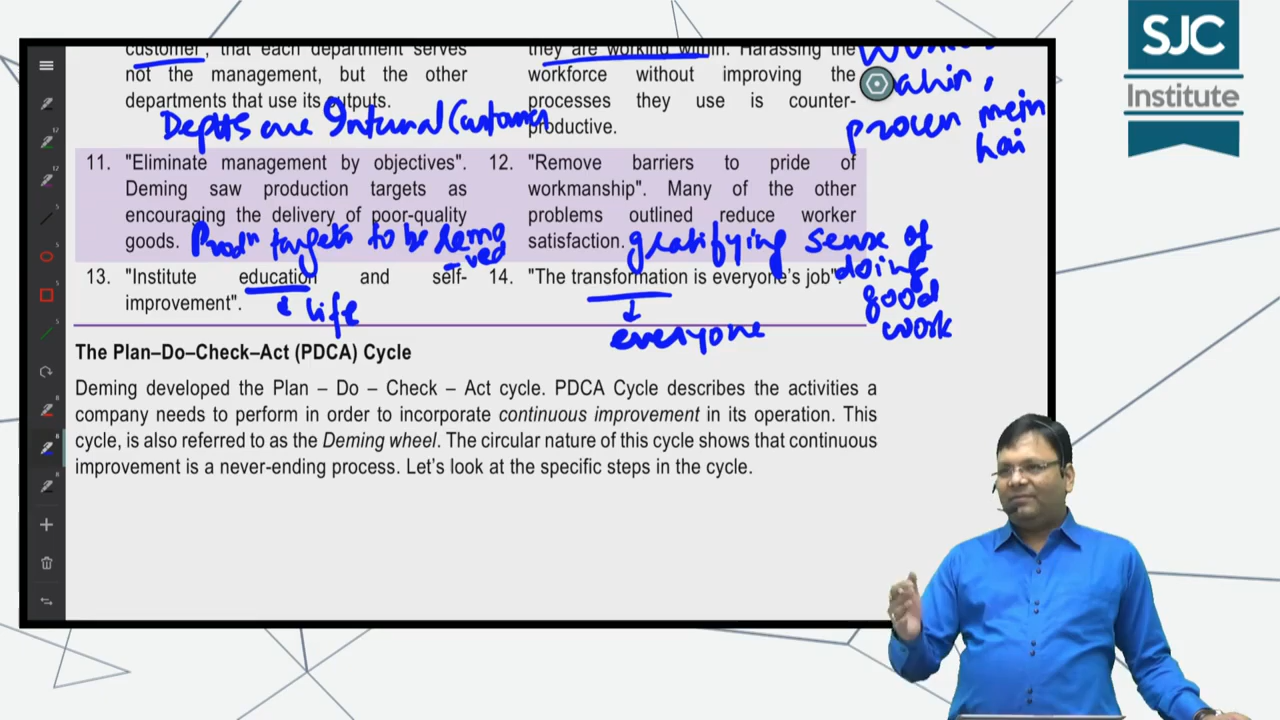 customer", that each department serves
not the management, but the other
departments that use its outputs.
Deptts are Internal Customer
they are working within. Harassing the
workforce without improving the
processes they use is counter-
productive.
nahin,
mein
hai
11. "Eliminate management by objectives".
Deming saw production targets as
encouraging the delivery of poor-quality
goods. Prodn targets to be remo
-ved
12. "Remove barriers to pride of
workmanship". Many of the other
problems outlined reduce worker
satisfaction. gratifying sense of
doing
good
work
13. "Institute education and self-
improvement".
life
14. "The transformation is everyone's job".
everyone
The Plan–Do–Check–Act (PDCA) Cycle
Deming developed the Plan – Do – Check – Act cycle. PDCA Cycle describes the activities a
company needs to perform in order to incorporate continuous improvement in its operation. This
cycle, is also referred to as the Deming wheel. The circular nature of this cycle shows that continuous
improvement is a never-ending process. Let's look at the specific steps in the cycle.
SJC
Institute